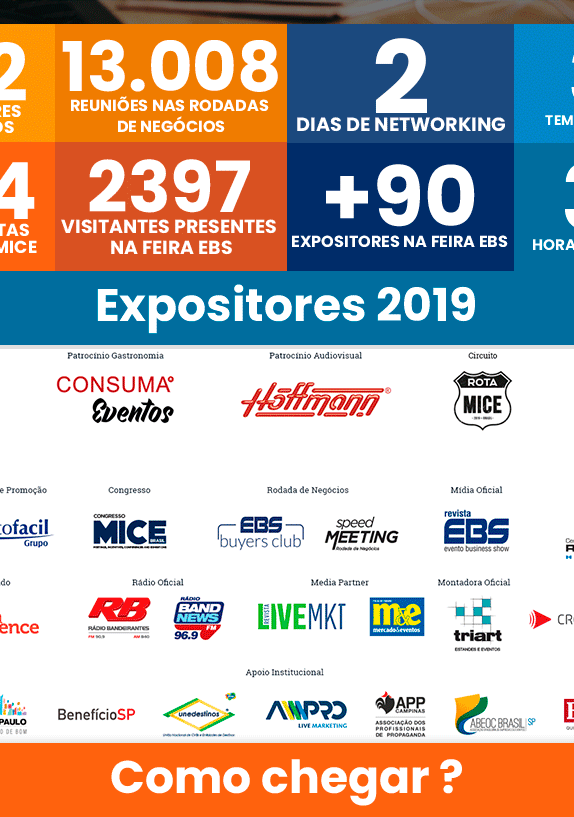 2
RES
OS
13.008
REUNIÕES NAS RODADAS
DE NEGÓCIOS
2
DIAS DE NETWORKING
TEM
4
TAS
MICE
2397
VISITANTES PRESENTES
NA FEIRA EBS
+90
EXPOSITORES NA FEIRA EBS
3
HORA
Expositores 2019
Patrocínio Gastronomia
Patrocínio Audiovisual
Circuito
CONSUMA
Eventos
Hoffmann
ROTA
MICE
e Promoção
Congresso
Rodada de Negócios
Mídia Oficial
tofacil
Grupo
CONGRESSO
MICE
BRASIL
EBS
buyers club
speed
MEETING
Rodada de Negócios
revista
EBS
evento business show
do
Rádio Oficial
Media Partner
Montadora Oficial
ence
RB
RÁDIO BANDEIRANTES
FM 90,9 AM 840
RÁDIO
BAND
NEWS
FM
96.9
REVISTA
LIVEMKT
m&e
mercado&eventos
triart
ESTANDES E EVENTOS
CR
Apoio Institucional
PAULO
O DE BOM
BenefícioSP
unedestinos
AMPRO
LIVE MARKETING
APP
CAMPINAS
ASSOCIAÇÃO DOS
PROFISSIONAIS
DE PROPAGANDA
ABEOC BRASIL | SP
Como chegar ?